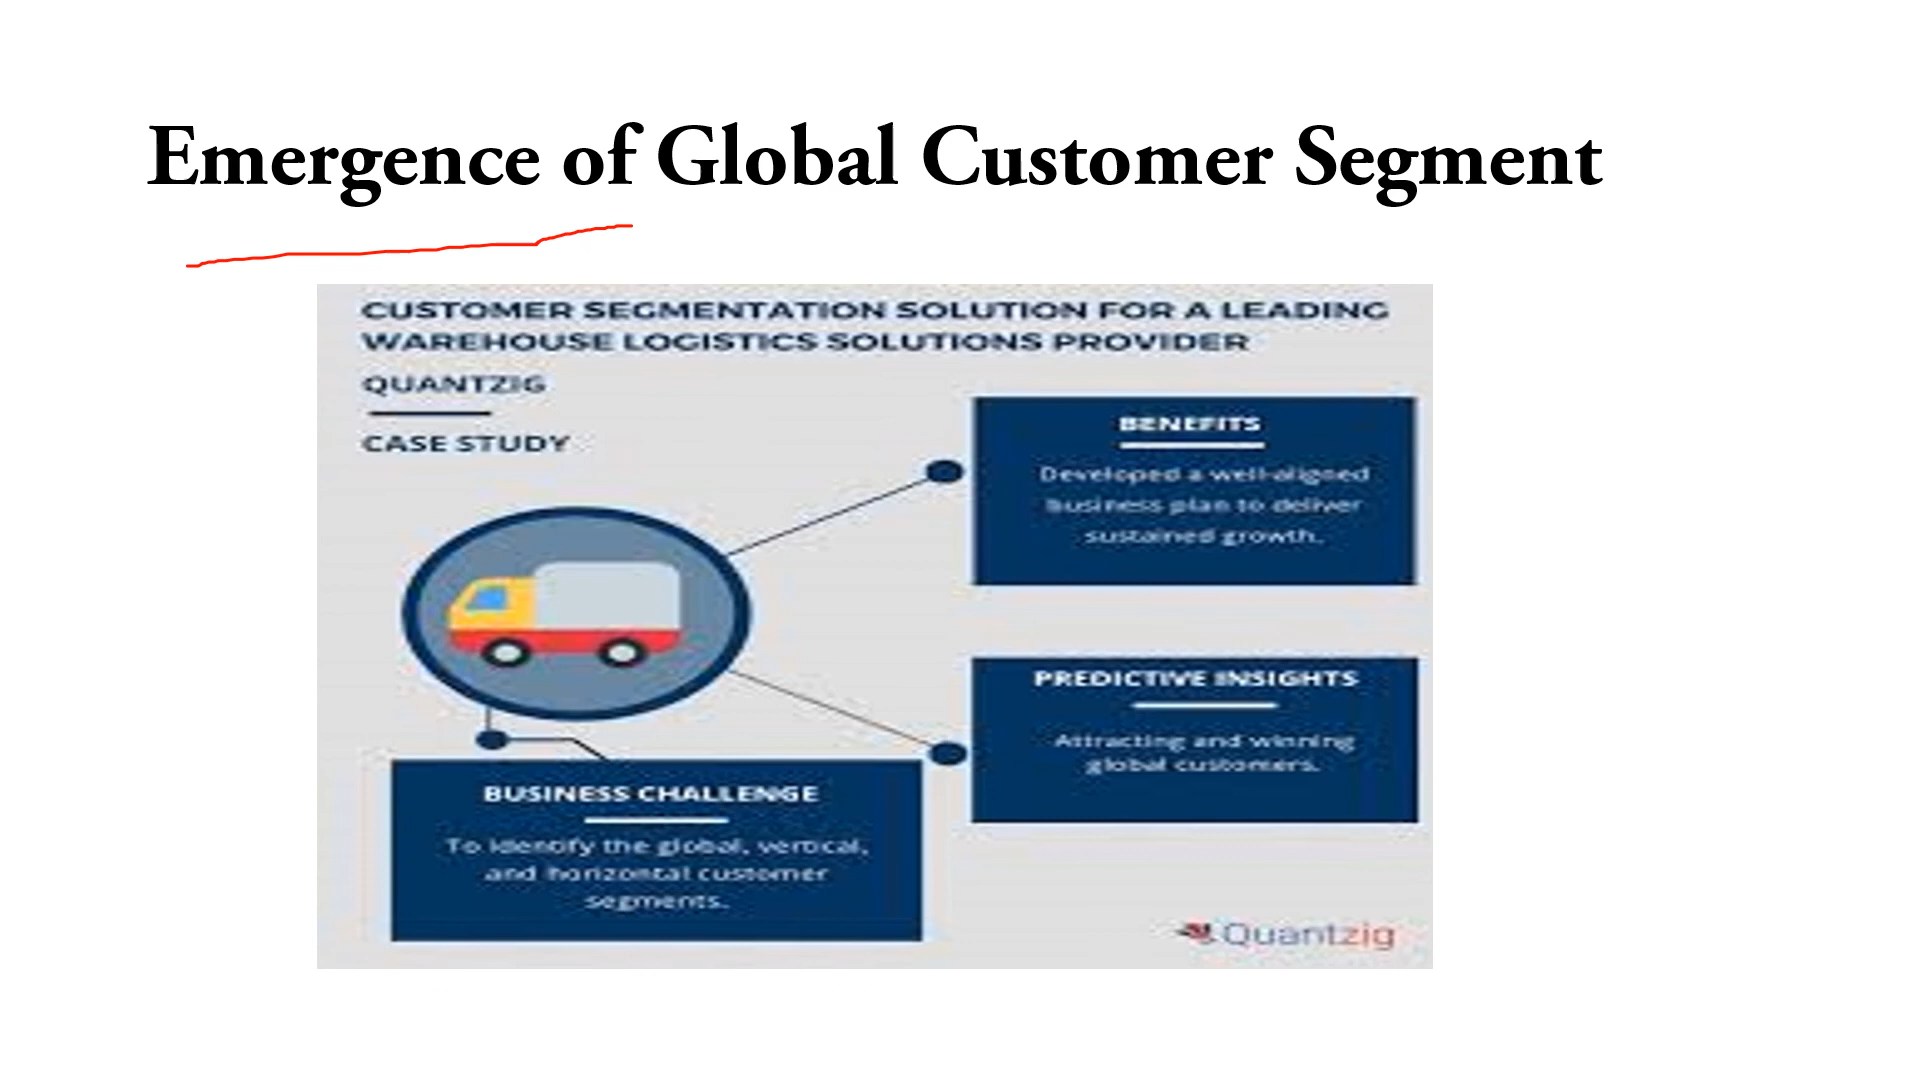 Emergence of Global Customer Segment
CUSTOMER SEGMENTATION SOLUTION FOR A LEADING
WAREHOUSE LOGISTICS SOLUTIONS PROVIDER
QUANTZIG
CASE STUDY
BENEFITS
Developed a well-aligned
business plan to deliver
sustained growth.
PREDICTIVE INSIGHTS
Attracting and winning
global customers.
BUSINESS CHALLENGE
To identify the global, vertical,
and horizontal customer
segments.
Quantzig